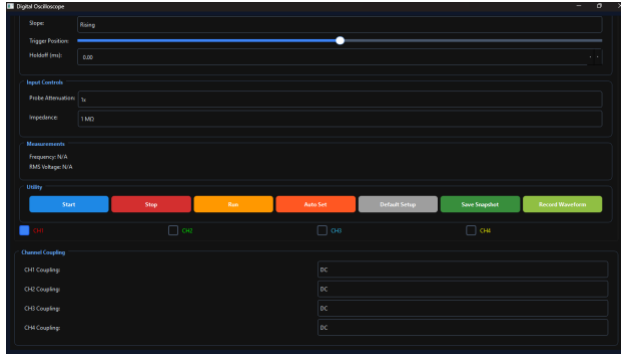 Digital Oscilloscope
Slope: Rising
Trigger Position:
Holdoff (ms): 0.00
Input Controls
Probe Attenuation: 1x
Impedance: 1 MΩ
Measurements
Frequency: N/A
RMS Voltage: N/A
Utility
Start Stop Run Auto Set Default Setup Save Snapshot Record Waveform
CH1 CH2 CH3 CH4
Channel Coupling
CH1 Coupling: DC
CH2 Coupling: DC
CH3 Coupling: DC
CH4 Coupling: DC